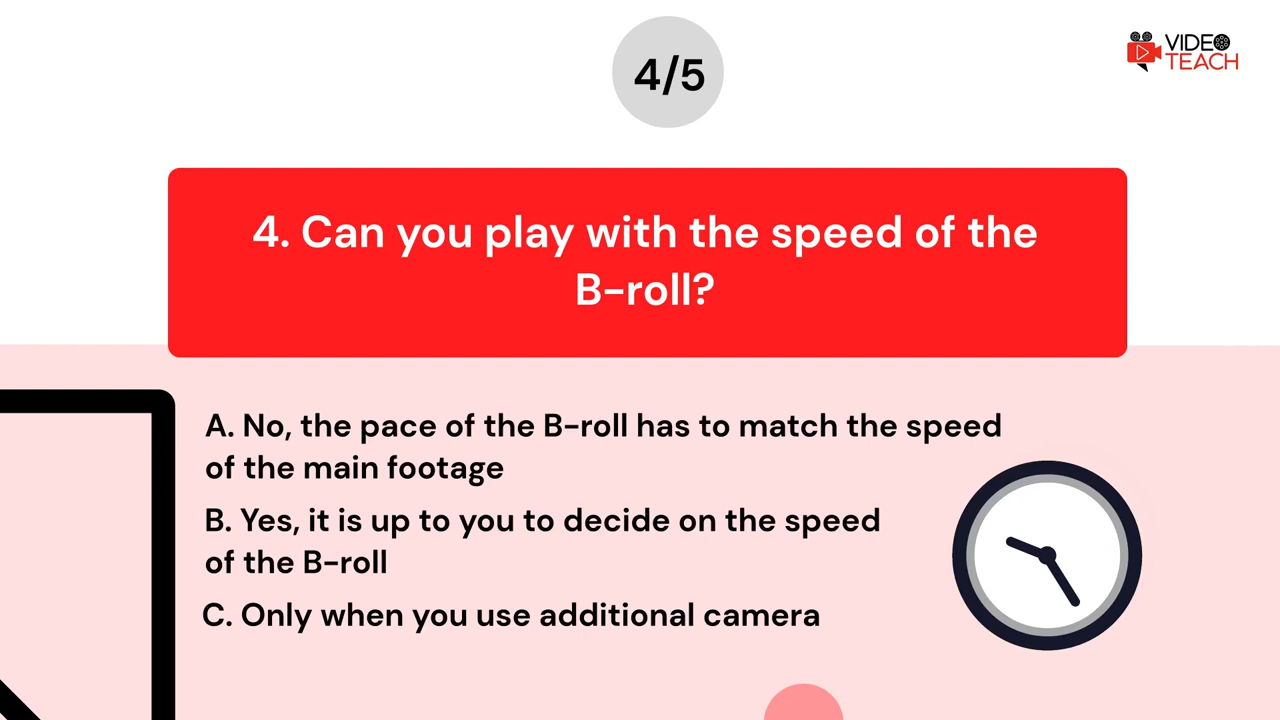 4/5
VIDEO
TEACH
4. Can you play with the speed of the
B-roll?
A. No, the pace of the B-roll has to match the speed
of the main footage
B. Yes, it is up to you to decide on the speed
of the B-roll
C. Only when you use additional camera